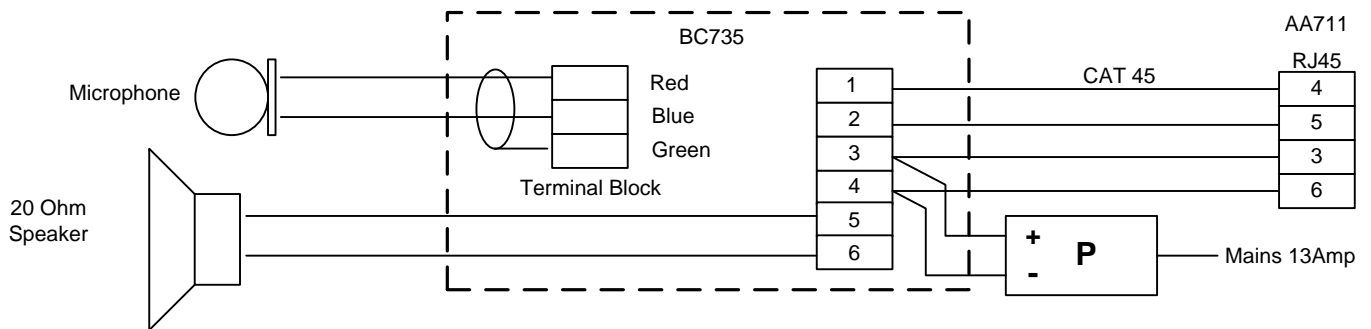 BC735
AA711
RJ45
Microphone
Red
Blue
Green
Terminal Block
1
2
3
4
5
6
CAT 45
4
5
3
6
20 Ohm
Speaker
+
-
P
Mains 13Amp